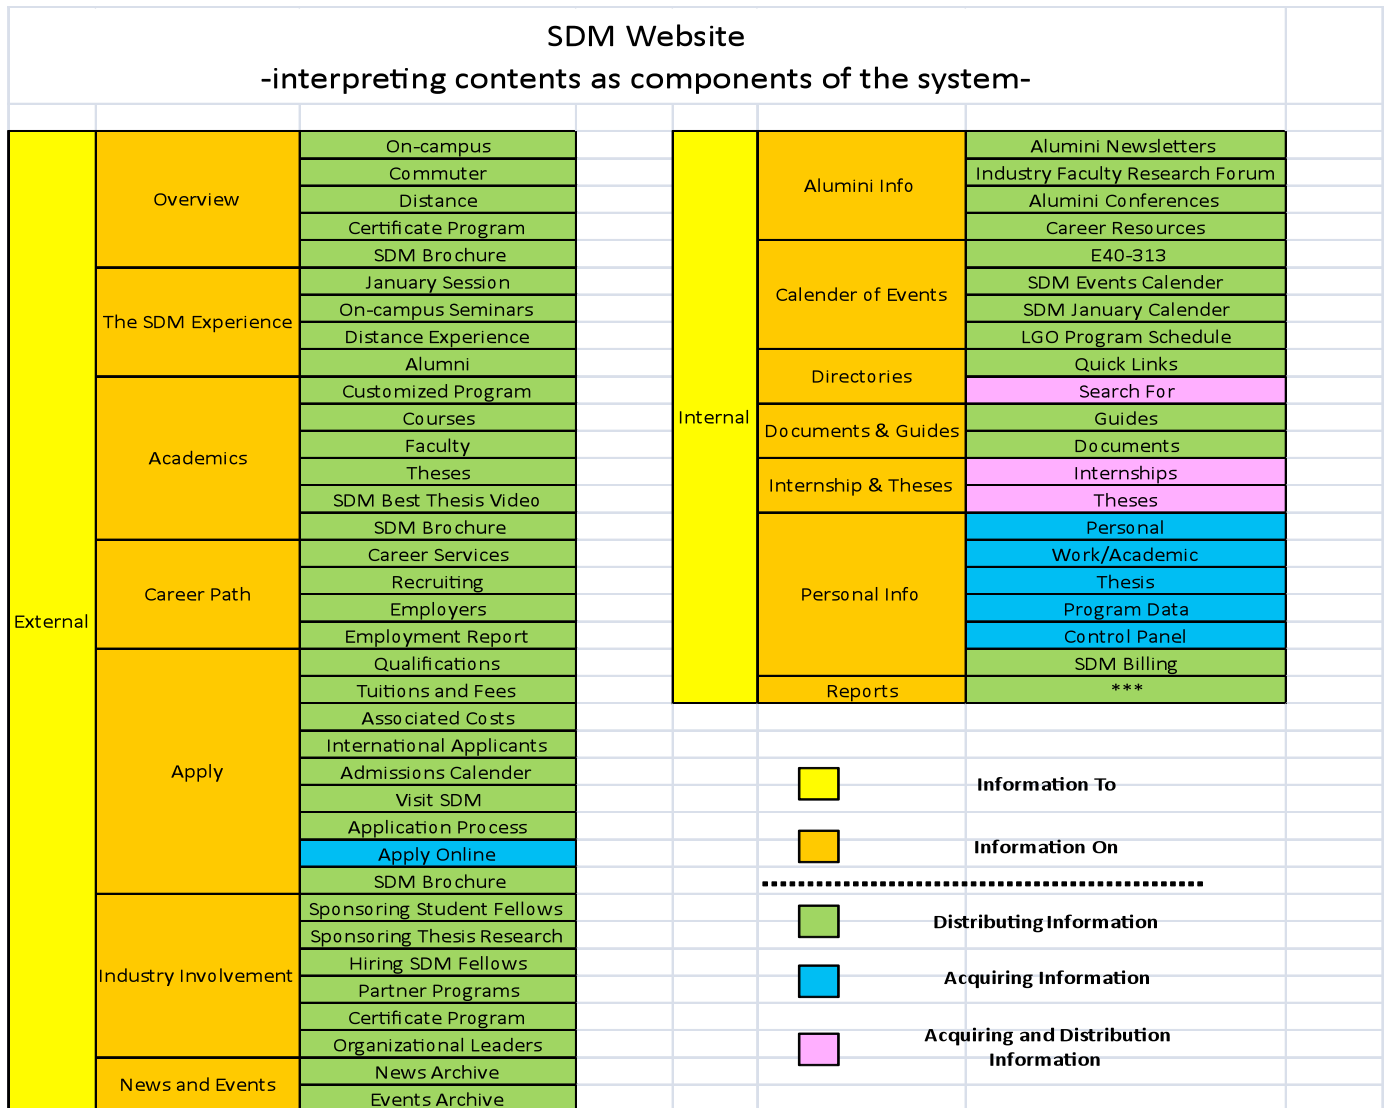 SDM Website
-interpreting contents as components of the system-
External
Overview
On-campus
Commuter
Distance
Certificate Program
SDM Brochure
The SDM Experience
January Session
On-campus Seminars
Distance Experience
Alumni
Academics
Customized Program
Courses
Faculty
Theses
SDM Best Thesis Video
SDM Brochure
Career Path
Career Services
Recruiting
Employers
Employment Report
Apply
Qualifications
Tuitions and Fees
Associated Costs
International Applicants
Admissions Calender
Visit SDM
Application Process
Apply Online
SDM Brochure
Industry Involvement
Sponsoring Student Fellows
Sponsoring Thesis Research
Hiring SDM Fellows
Partner Programs
Certificate Program
Organizational Leaders
News and Events
News Archive
Events Archive
Internal
Alumini Info
Alumini Newsletters
Industry Faculty Research Forum
Alumini Conferences
Career Resources
Calender of Events
E40-313
SDM Events Calender
SDM January Calender
LGO Program Schedule
Directories
Quick Links
Search For
Documents & Guides
Guides
Documents
Internship & Theses
Internships
Theses
Personal Info
Personal
Work/Academic
Thesis
Program Data
Control Panel
SDM Billing
Reports
***
Information To
Information On
Distributing Information
Acquiring Information
Acquiring and Distribution
Information